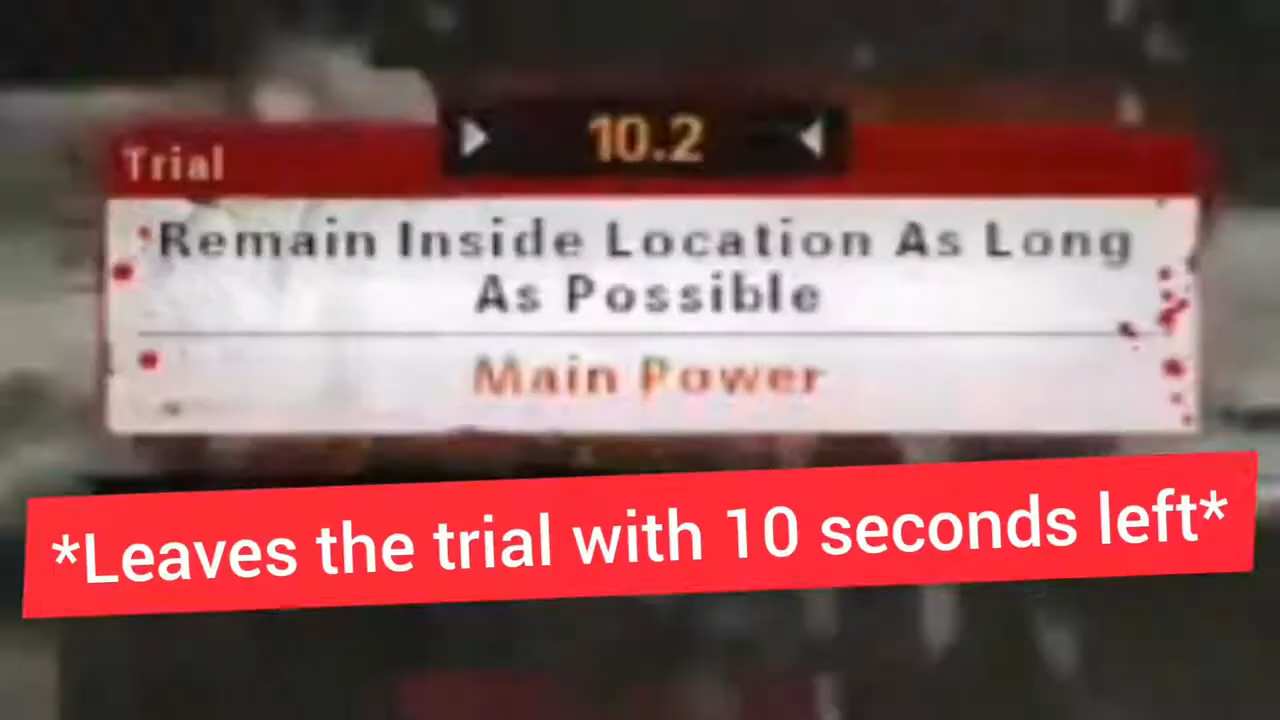 10.2
Trial
Remain Inside Location As Long
As Possible
Main Power
*Leaves the trial with 10 seconds left*